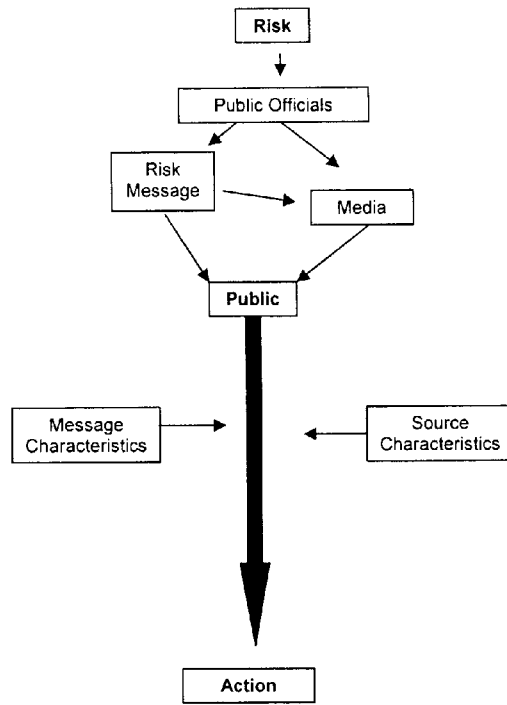 Risk
Public Officials
Risk
Message
Media
Public
Message
Characteristics
Source
Characteristics
Action